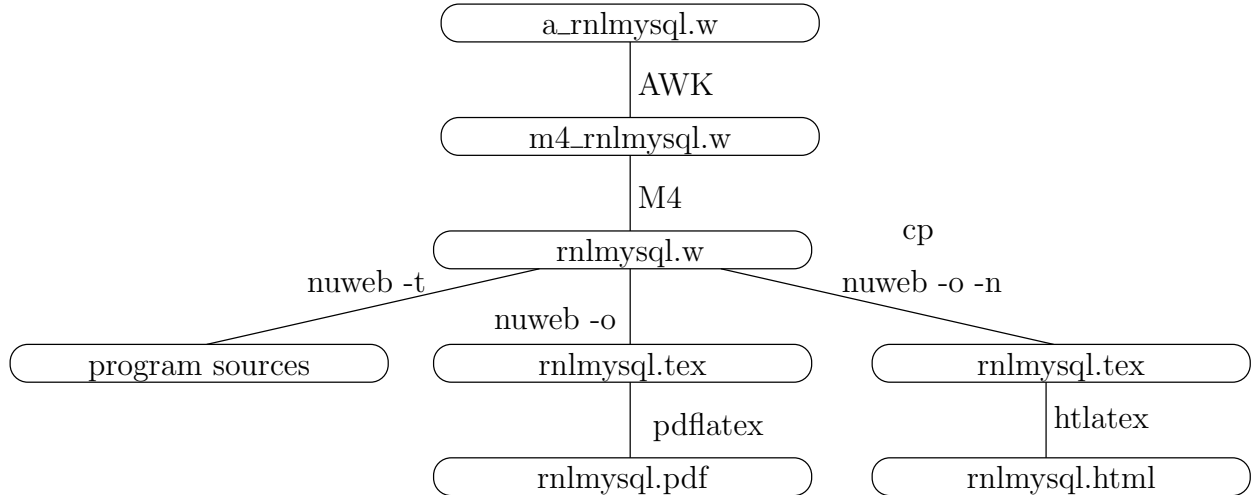 a_rnlmysql.w
AWK
m4_rnlmysql.w
M4
rnlmysql.w
cp
nuweb -t
nuweb -o
nuweb -o -n
program sources
rnlmysql.tex
rnlmysql.tex
pdflatex
htlatex
rnlmysql.pdf
rnlmysql.html